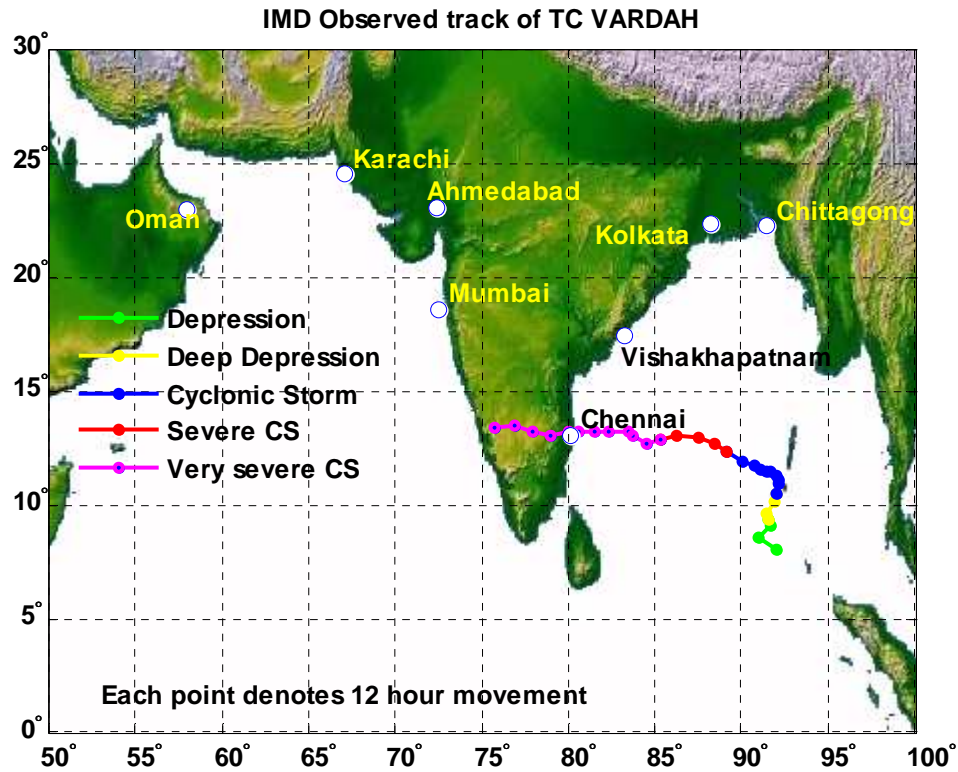 IMD Observed track of TC VARDAH
30°
25°
20°
15°
10°
5°
0°
Karachi
Ahmedabad
Oman
Kolkata
Chittagong
Mumbai
Depression
Deep Depression
Vishakhapatnam
Cyclonic Storm
Chennai
Severe CS
Very severe CS
Each point denotes 12 hour movement
50° 55° 60° 65° 70° 75° 80° 85° 90° 95° 100°